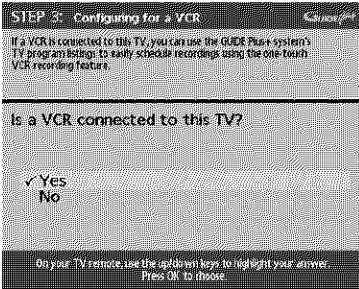 STEP 3: Configuring for a VCR
If a VCR is connected to this TV, you can use the GUIDE Plus+ system's
TV program listings to easily schedule recordings using the one-touch
VCR recording feature.
Is a VCR connected to this TV?
✓ Yes
No
On your TV remote, use the up/down keys to highlight your answer.
Press OK to choose.